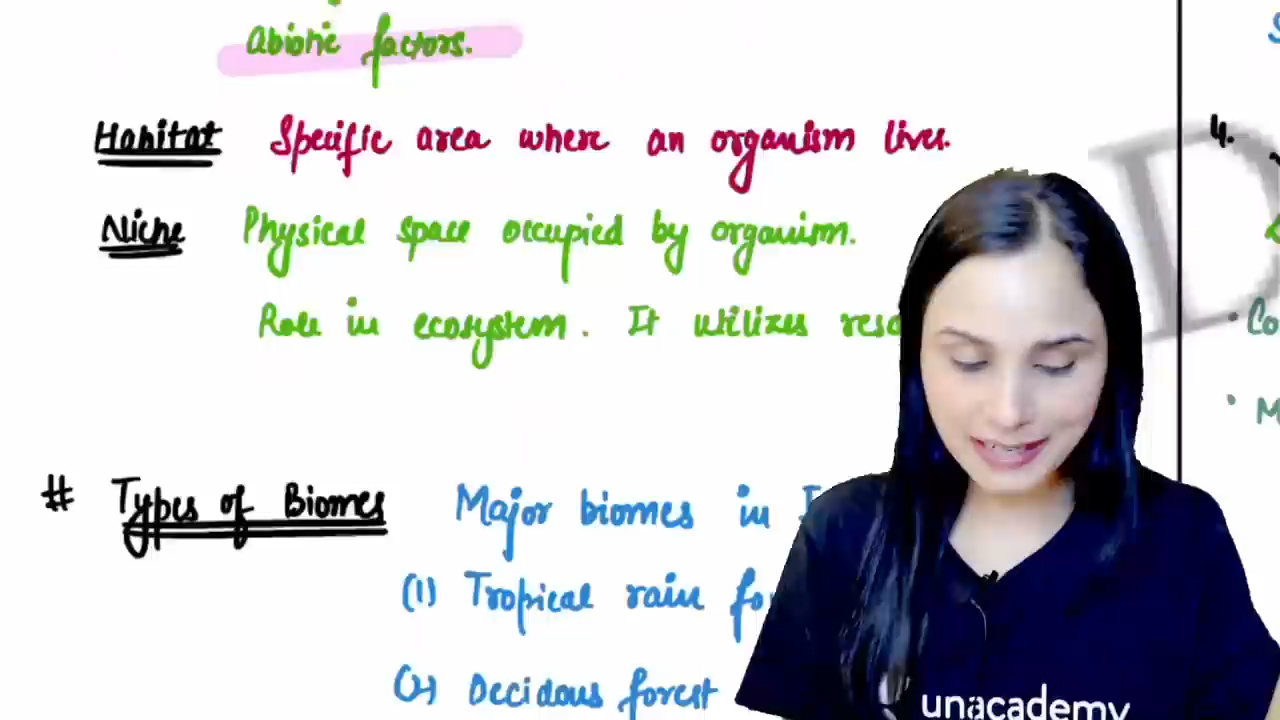 Abiotic factors.
Habitat Specific area where an organism lives.
Niche Physical space occupied by organism.
Role in ecosystem. It utilizes
# Types of Biomes Major biomes in
(1) Tropical rain
(2) Decidous forest
4.
D
unacademy